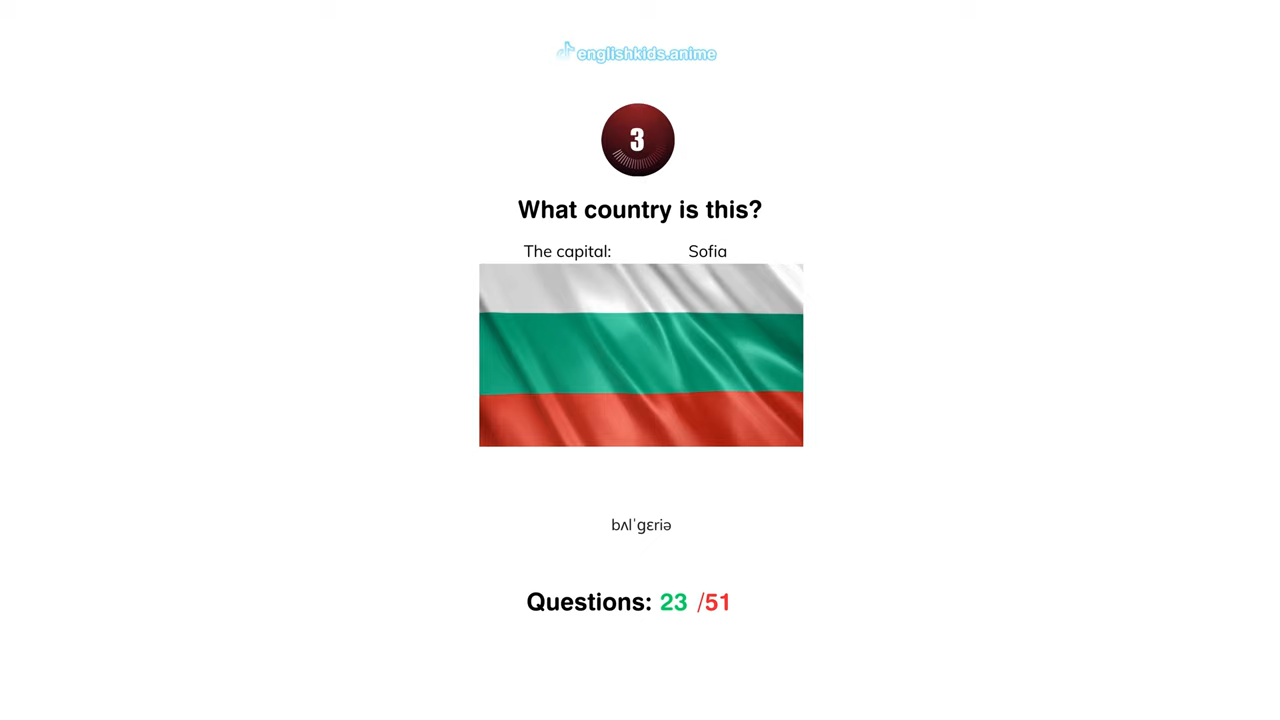 englishkids.anime
3
What country is this?
The capital: Sofia
bʌlˈɡɛriə
Questions: 23 /51